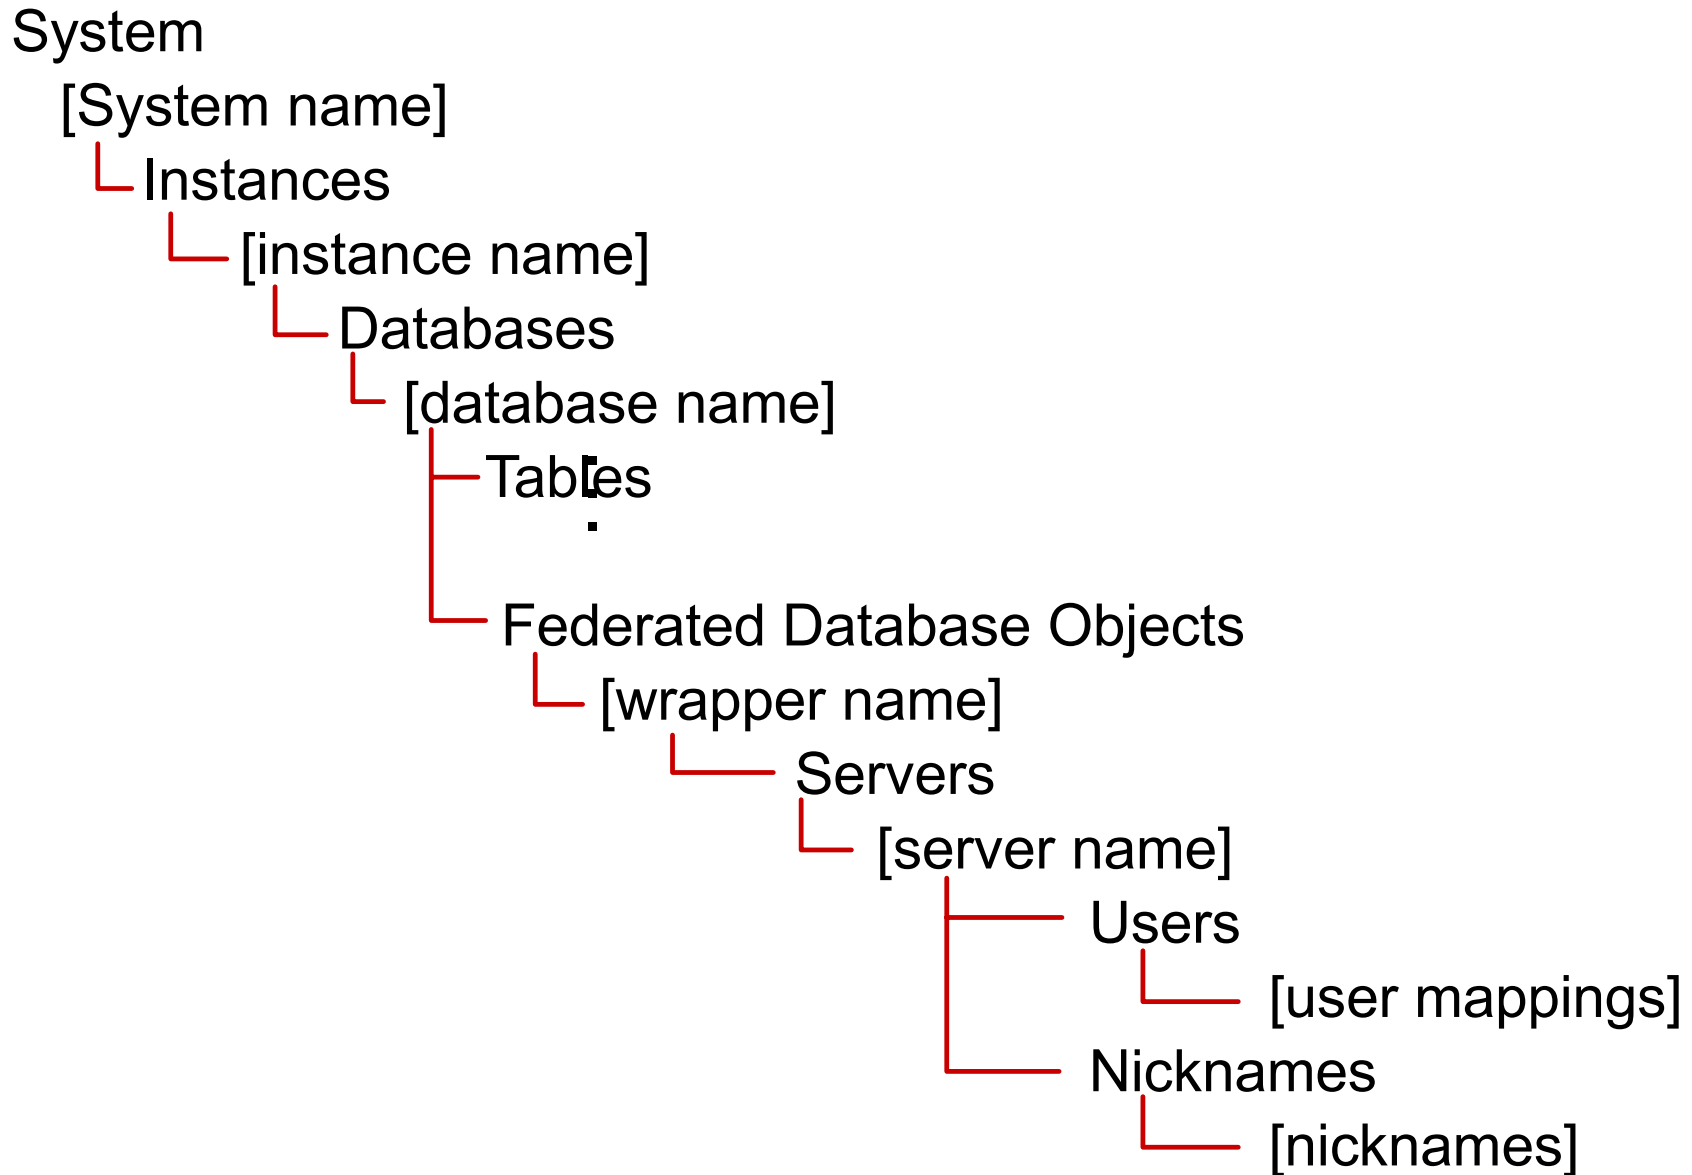 System
[System name]
Instances
[instance name]
Databases
[database name]
Tables
Federated Database Objects
[wrapper name]
Servers
[server name]
Users
[user mappings]
Nicknames
[nicknames]